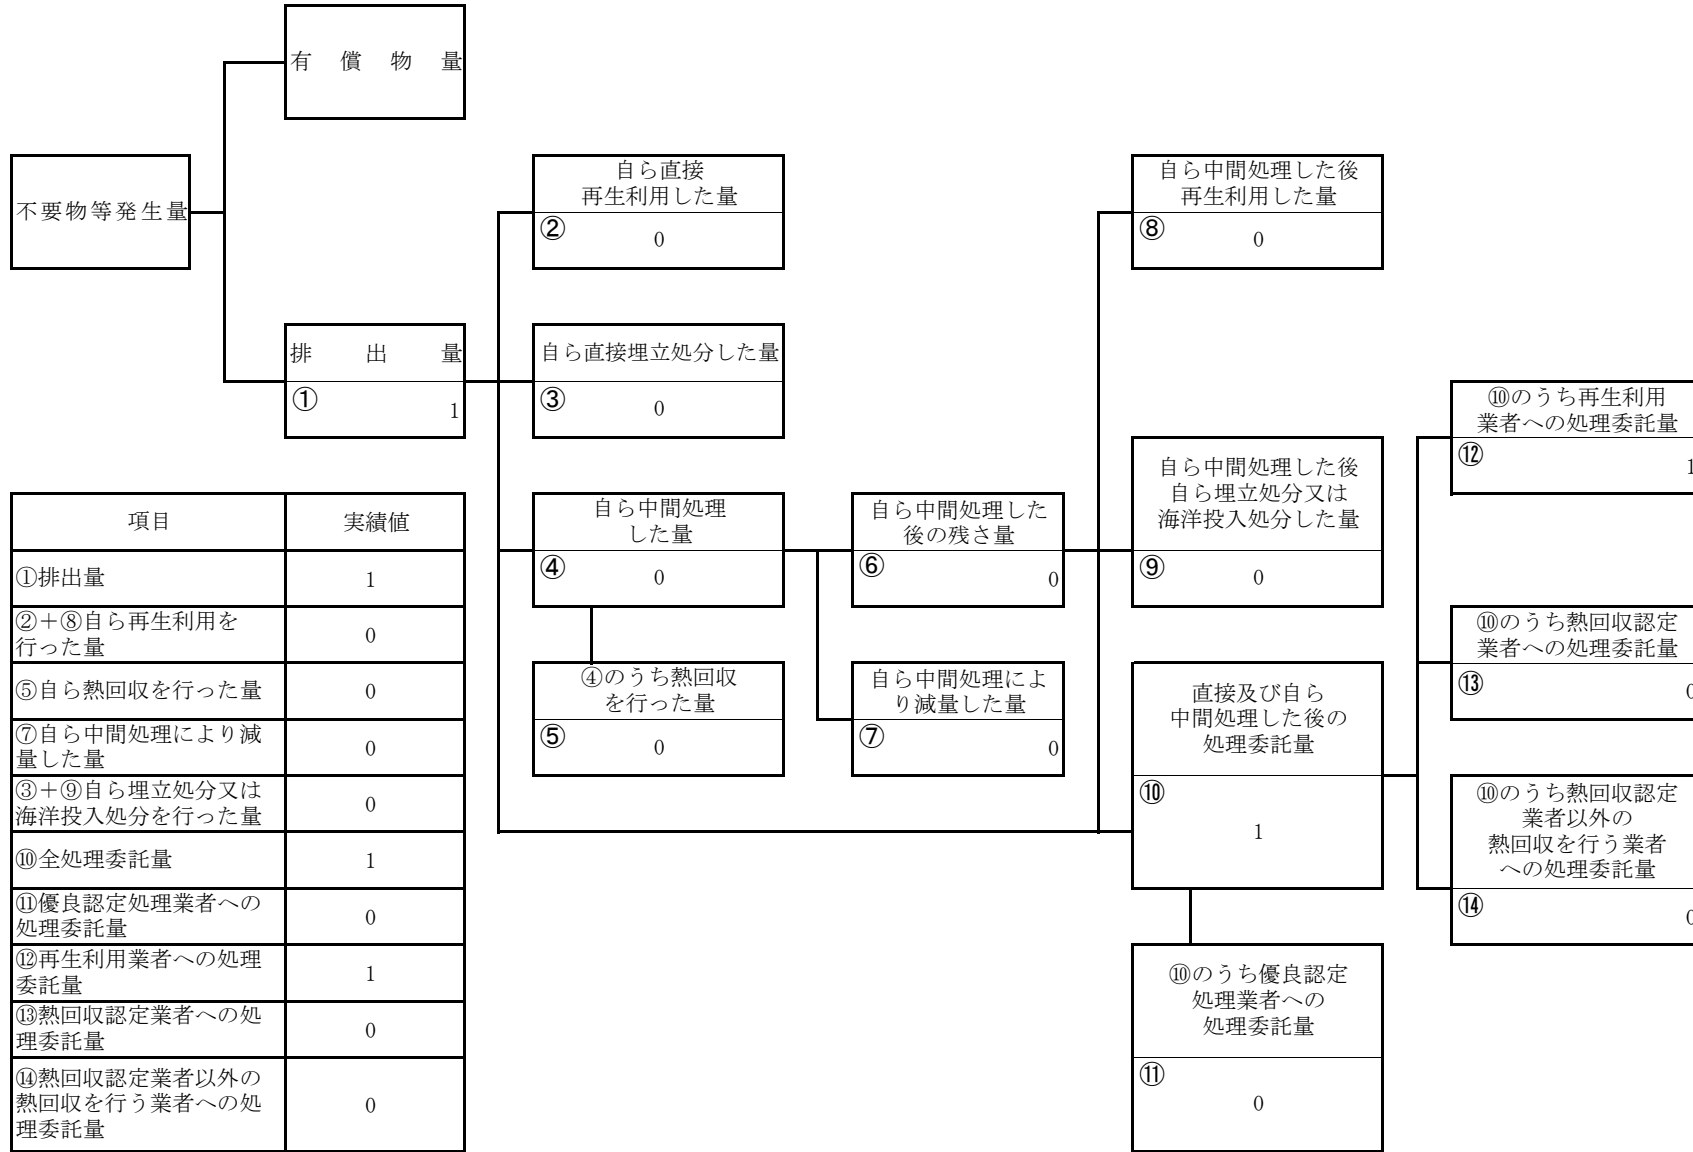 有償物量
不要物等発生量
排出量
①
1
自ら直接
再生利用した量
②
0
自ら直接埋立処分した量
③
0
自ら中間処理
した量
④
0
④のうち熱回収
を行った量
⑤
0
自ら中間処理した
後の残さ量
⑥
0
自ら中間処理によ
り減量した量
⑦
0
自ら中間処理した後
再生利用した量
⑧
0
自ら中間処理した後
自ら埋立処分又は
海洋投入処分した量
⑨
0
直接及び自ら
中間処理した後の
処理委託量
⑩
1
⑩のうち優良認定
処理業者への
処理委託量
⑪
0
⑩のうち再生利用
業者への処理委託量
⑫
1
⑩のうち熱回収認定
業者への処理委託量
⑬
0
⑩のうち熱回収認定
業者以外の
熱回収を行う業者
への処理委託量
⑭
0
項目 実績値
①排出量 1
②+⑧自ら再生利用を
行った量 0
⑤自ら熱回収を行った量 0
⑦自ら中間処理により減
量した量 0
③+⑨自ら埋立処分又は
海洋投入処分を行った量 0
⑩全処理委託量 1
⑪優良認定処理業者への
処理委託量 0
⑫再生利用業者への処理
委託量 1
⑬熱回収認定業者への処
理委託量 0
⑭熱回収認定業者以外の
熱回収を行う業者への処
理委託量 0